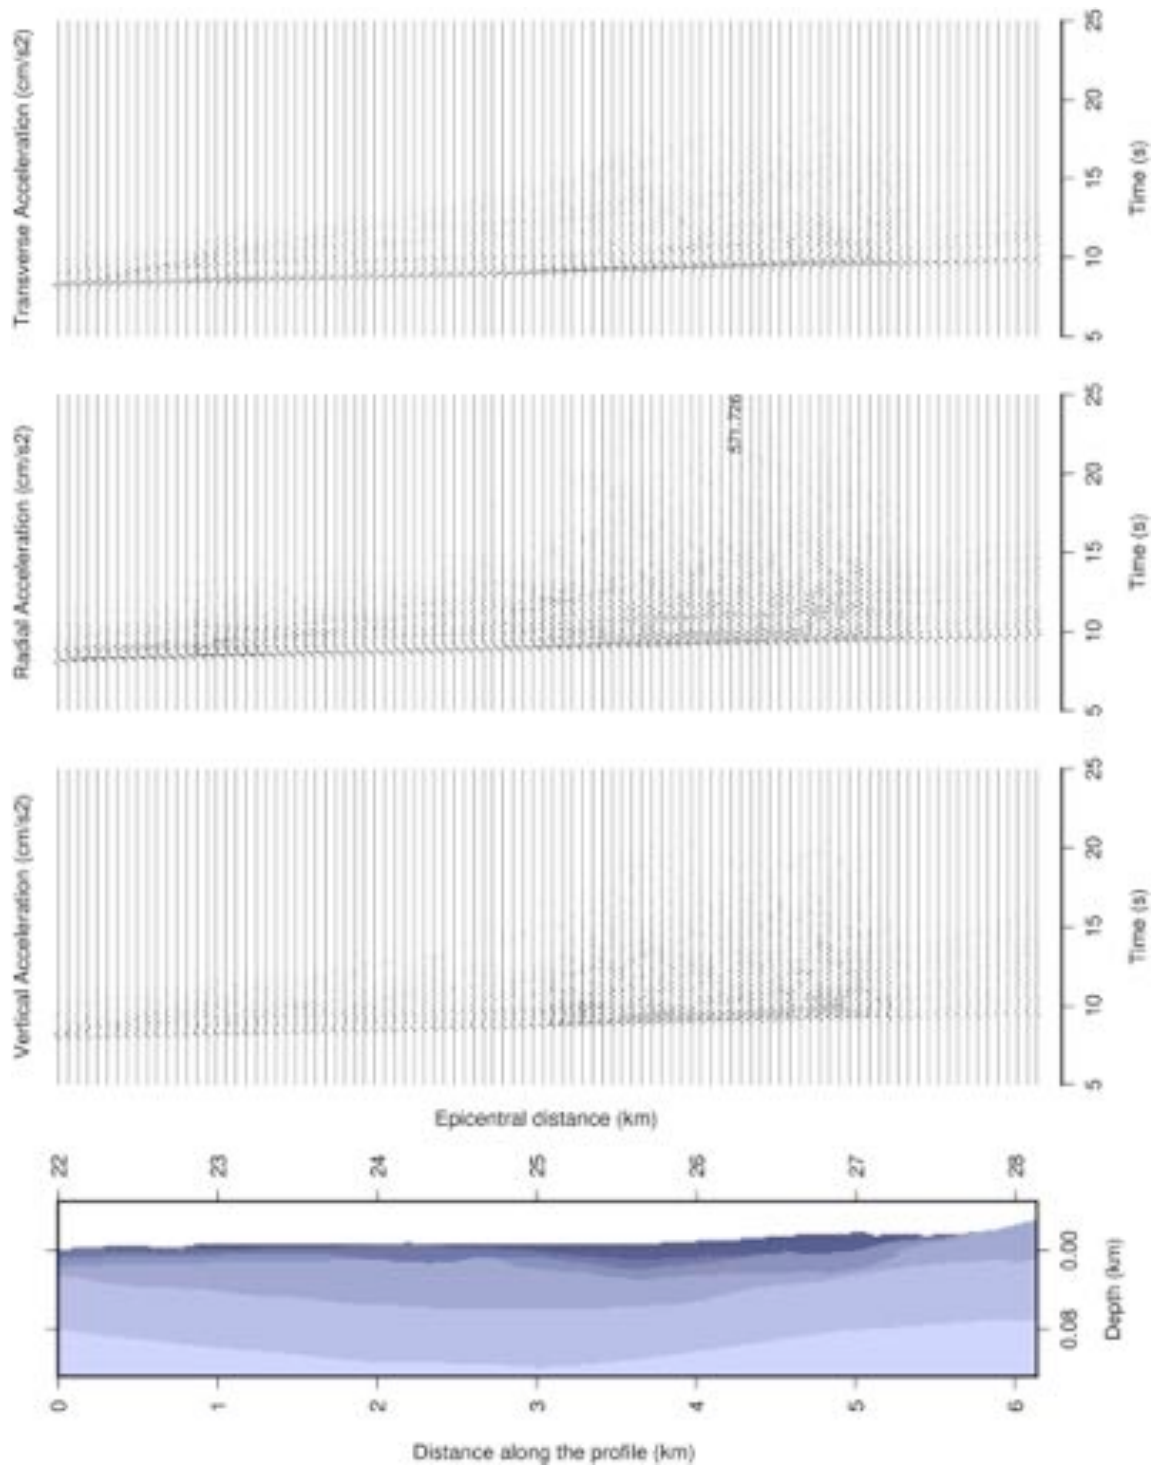 Transverse Acceleration (cm/s2)
5 10 15 20 25
Time (s)
Radial Acceleration (cm/s2)
571.726
5 10 15 20 25
Time (s)
Vertical Acceleration (cm/s2)
5 10 15 20 25
Time (s)
Epicentral distance (km)
22 23 24 25 26 27 28
0.00
0.08
Depth (km)
0 1 2 3 4 5 6
Distance along the profile (km)